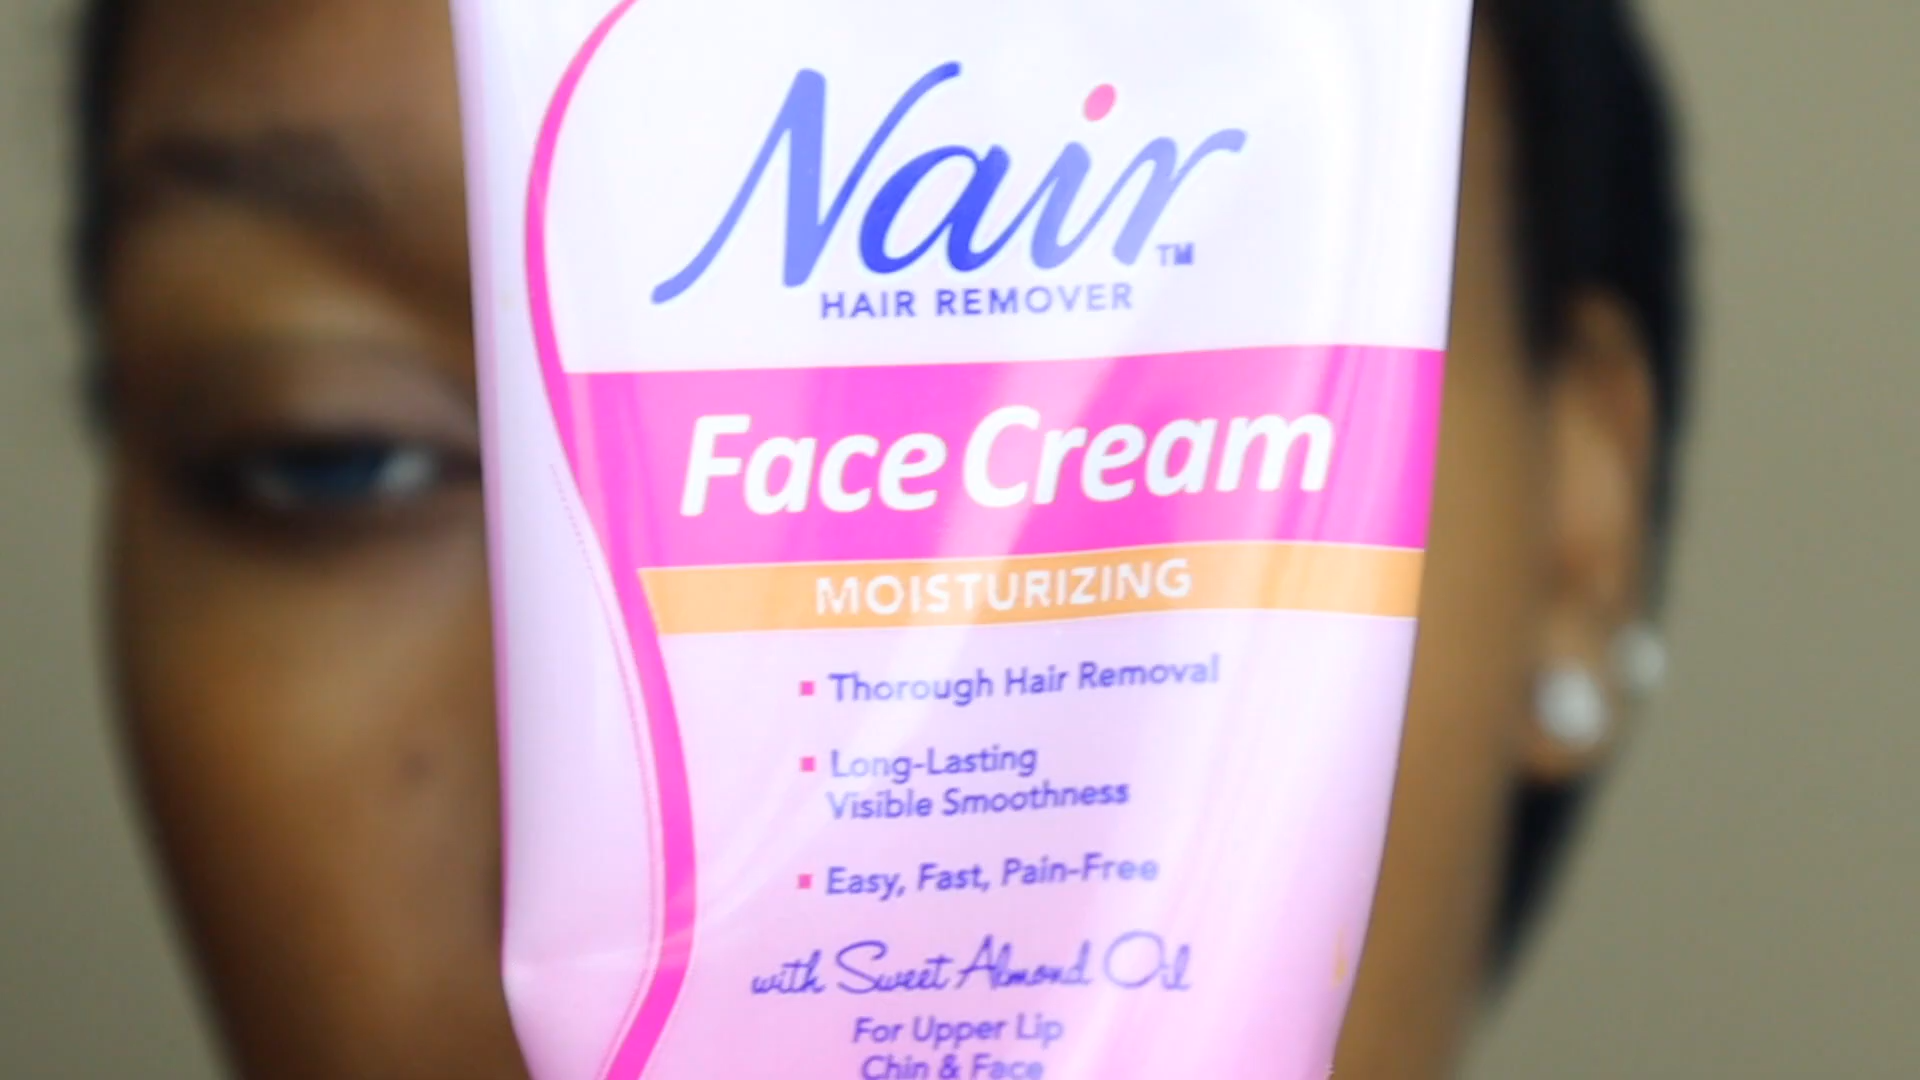 Nair™
HAIR REMOVER
Face Cream
MOISTURIZING
▪ Thorough Hair Removal
▪ Long-Lasting
Visible Smoothness
▪ Easy, Fast, Pain-Free
with Sweet Almond Oil
For Upper Lip
Chin & Face